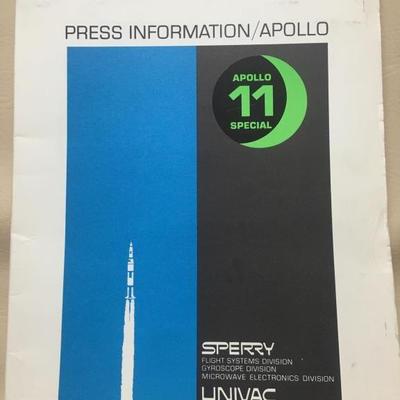 PRESS INFORMATION/APOLLO
APOLLO
11
SPECIAL
SPERRY
FLIGHT SYSTEMS DIVISION
GYROSCOPE DIVISION
MICROWAVE ELECTRONICS DIVISION
UNIVAC